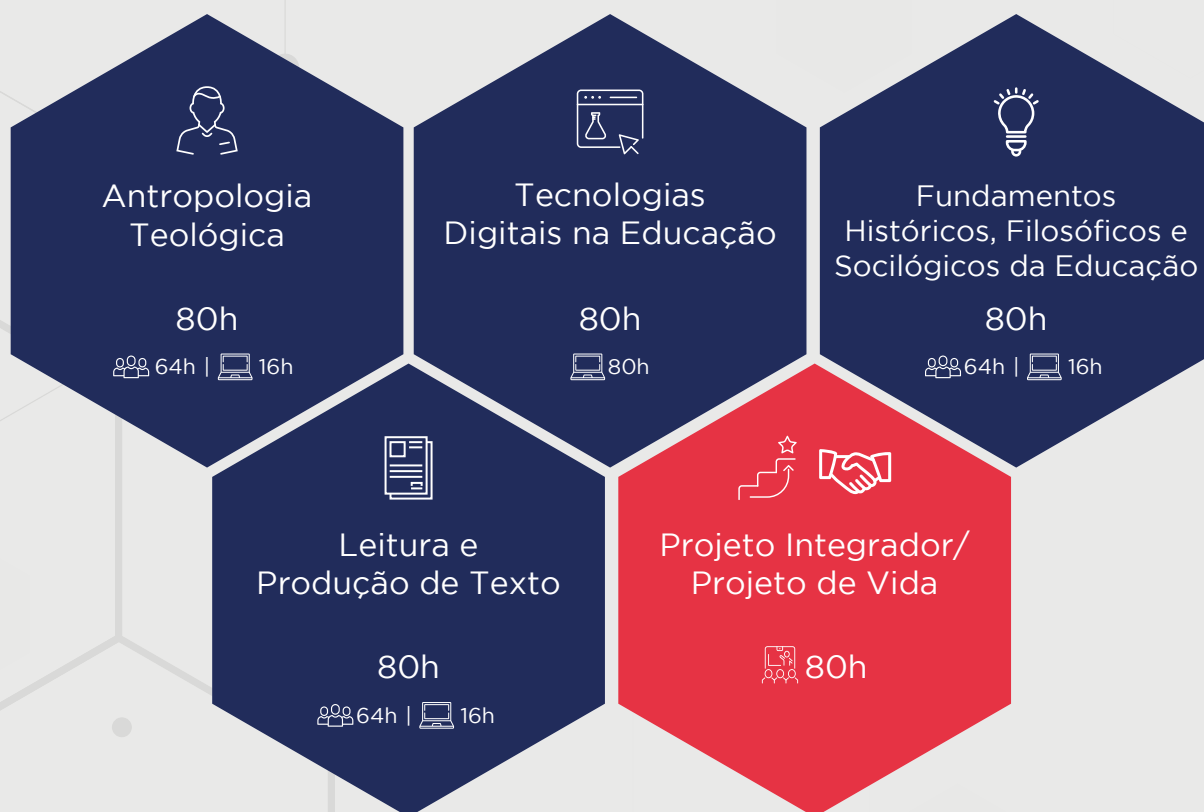 Antropologia
Teológica
80h
64h | 16h
Tecnologias
Digitais na Educação
80h
80h
Fundamentos
Históricos, Filosóficos e
Socilógicos da Educação
80h
64h | 16h
Leitura e
Produção de Texto
80h
64h | 16h
Projeto Integrador/
Projeto de Vida
80h